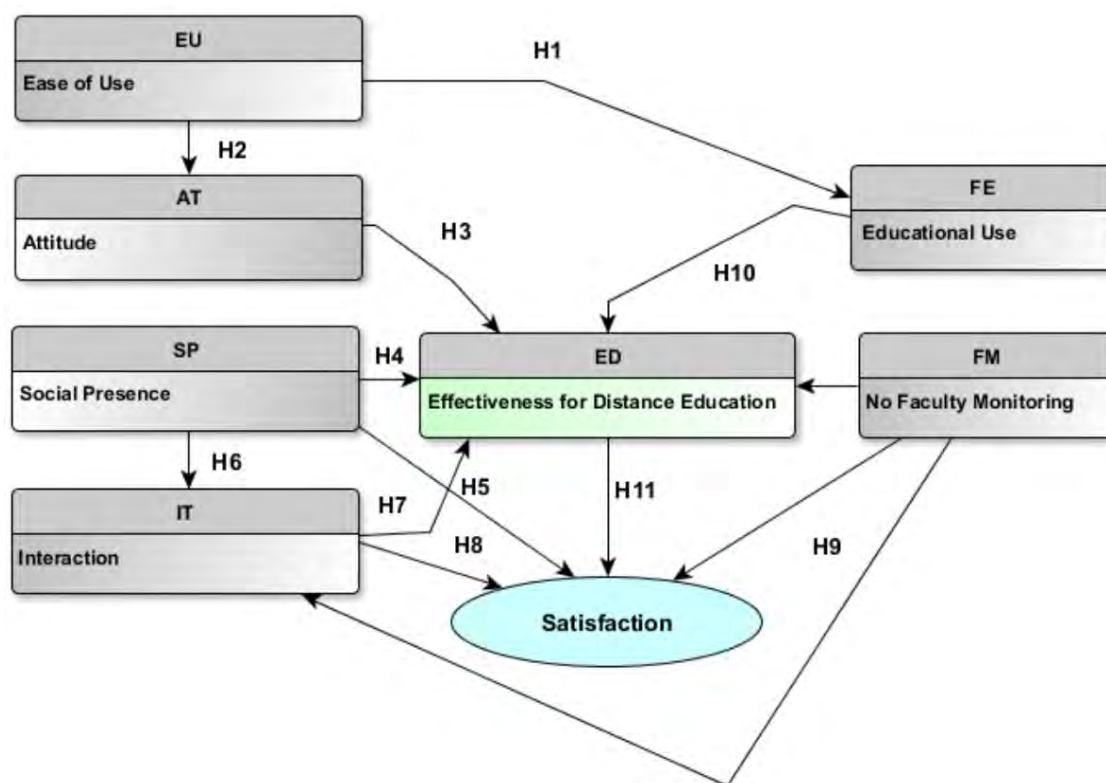 EU
Ease of Use
H1
H2
AT
Attitude
H3
FE
Educational Use
H10
SP
Social Presence
H4
ED
Effectiveness for Distance Education
FM
No Faculty Monitoring
H6
H7
H5
H11
IT
Interaction
H8
H9
Satisfaction